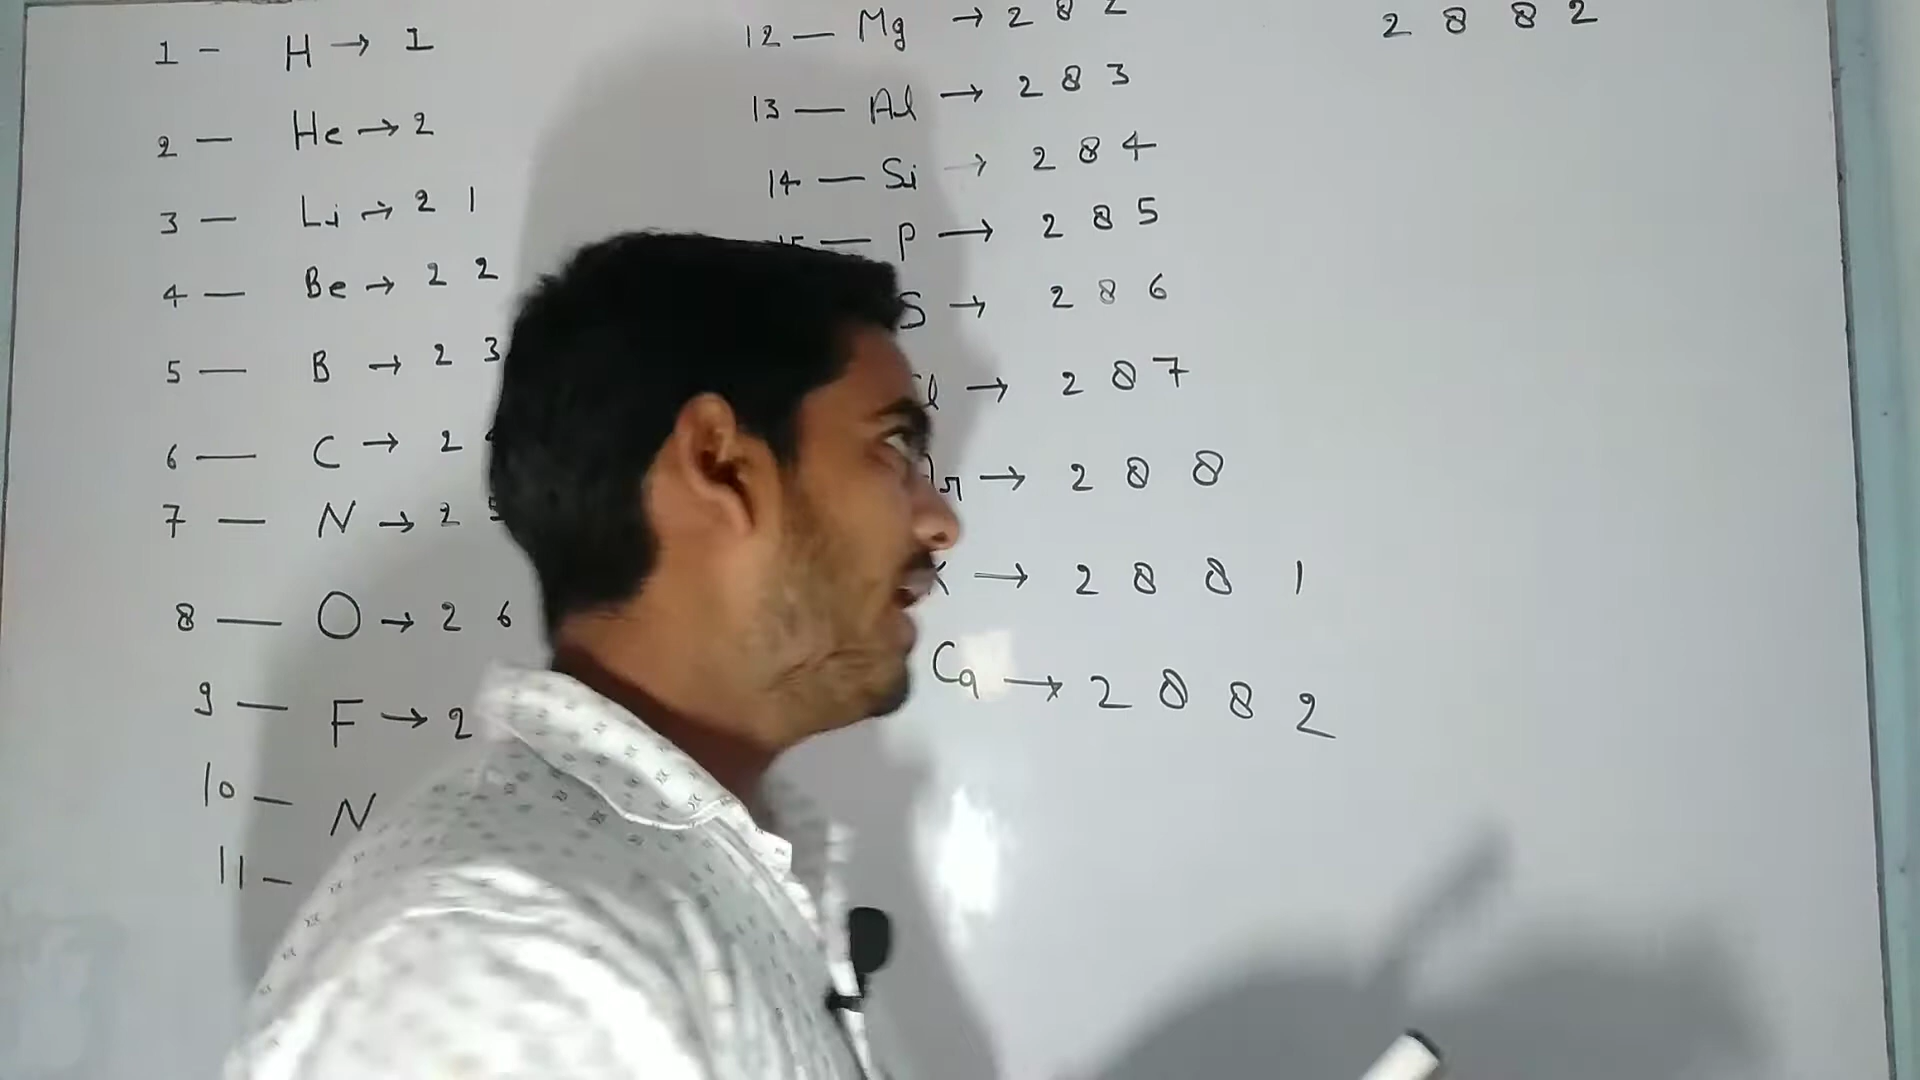 1 - H → 1
2 — He → 2
3 — Li → 2 1
4 — Be → 2 2
5 — B → 2 3
6 — C → 2
7 — N → 2 5
8 — O → 2 6
9 — F → 2
10 — N
11 -
12 — Mg → 2 8 2
13 — Al → 2 8 3
14 — Si → 2 8 4
— P → 2 8 5
S → 2 8 6
→ 2 8 7
→ 2 8 8
→ 2 8 8 1
Ca → 2 8 8 2
2 8 8 2